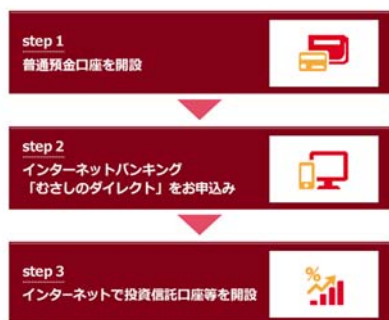 step 1
普通預金口座を開設
step 2
インターネットバンキング
「むさしのダイレクト」をお申込み
%
step 3
インターネットで投資信託口座等を開設